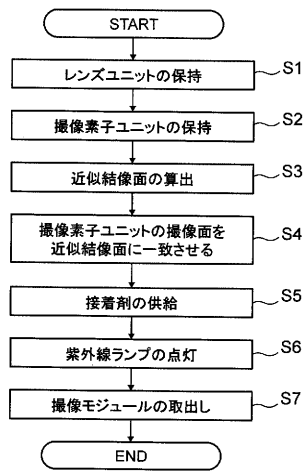 START
レンズユニットの保持 S1
撮像素子ユニットの保持 S2
近似結像面の算出 S3
撮像素子ユニットの撮像面を
近似結像面に一致させる S4
接着剤の供給 S5
紫外線ランプの点灯 S6
撮像モジュールの取出し S7
END